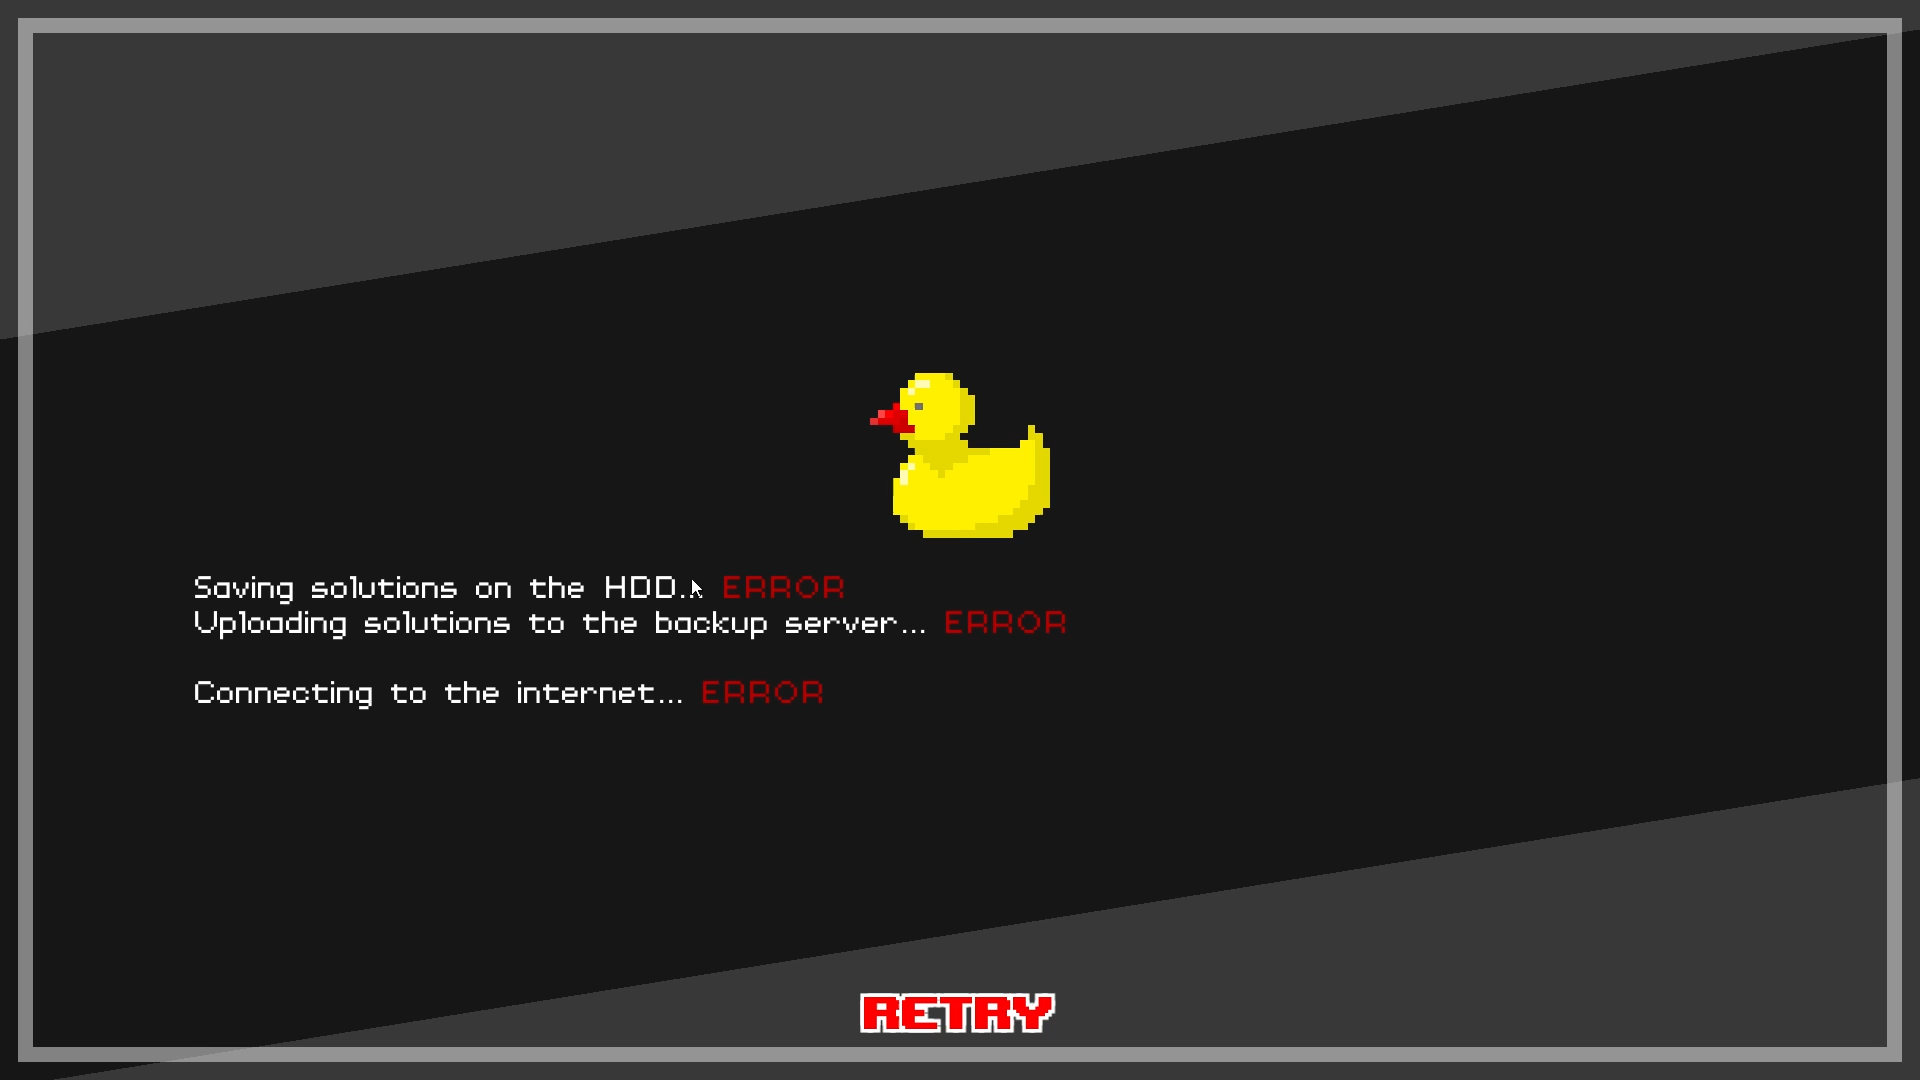 Saving solutions on the HDD... ERROR
Uploading solutions to the backup server... ERROR
Connecting to the internet... ERROR
RETRY